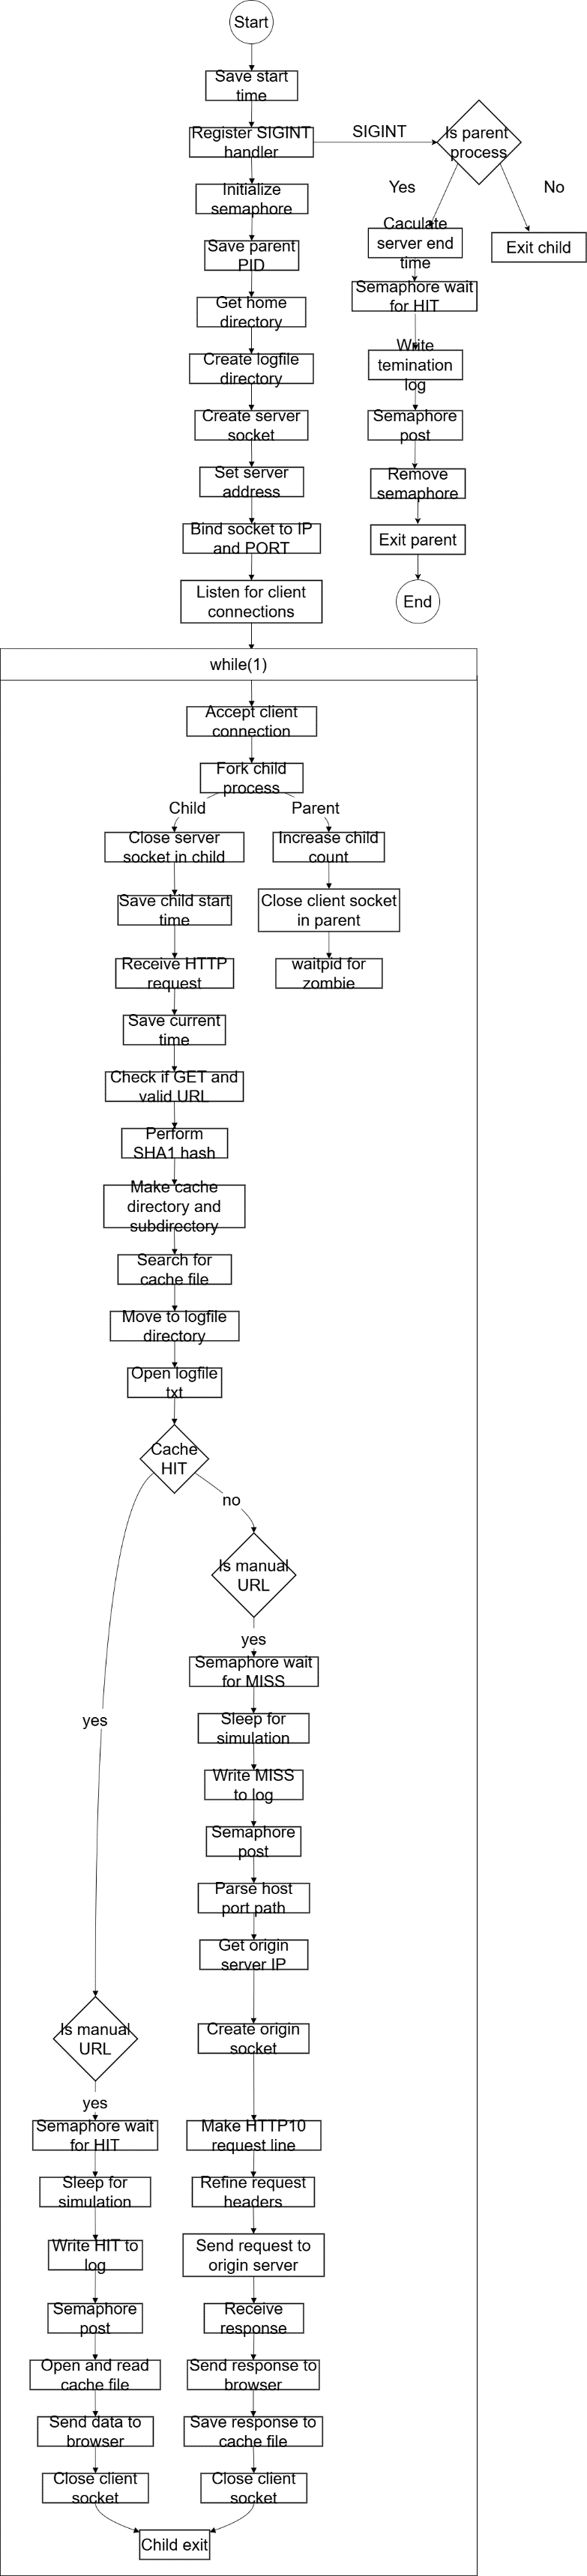 Start
Save start
time
Register SIGINT
handler
SIGINT
Is parent
process
Yes
No
Initialize
semaphore
Caculate
server end
time
Exit child
Save parent
PID
Semaphore wait
for HIT
Get home
directory
Write
temination
log
Create logfile
directory
Semaphore
post
Create server
socket
Remove
semaphore
Set server
address
Exit parent
Bind socket to IP
and PORT
End
Listen for client
connections
while(1)
Accept client
connection
Fork child
process
Child
Parent
Close server
socket in child
Increase child
count
Save child start
time
Close client socket
in parent
Receive HTTP
request
waitpid for
zombie
Save current
time
Check if GET and
valid URL
Perform
SHA1 hash
Make cache
directory and
subdirectory
Search for
cache file
Move to logfile
directory
Open logfile
txt
Cache
HIT
no
Is manual
URL
yes
Semaphore wait
for MISS
yes
Sleep for
simulation
Write MISS
to log
Semaphore
post
Parse host
port path
Get origin
server IP
Is manual
URL
Create origin
socket
yes
Semaphore wait
for HIT
Make HTTP10
request line
Sleep for
simulation
Refine request
headers
Write HIT to
log
Send request to
origin server
Semaphore
post
Receive
response
Open and read
cache file
Send response to
browser
Send data to
browser
Save response to
cache file
Close client
socket
Close client
socket
Child exit